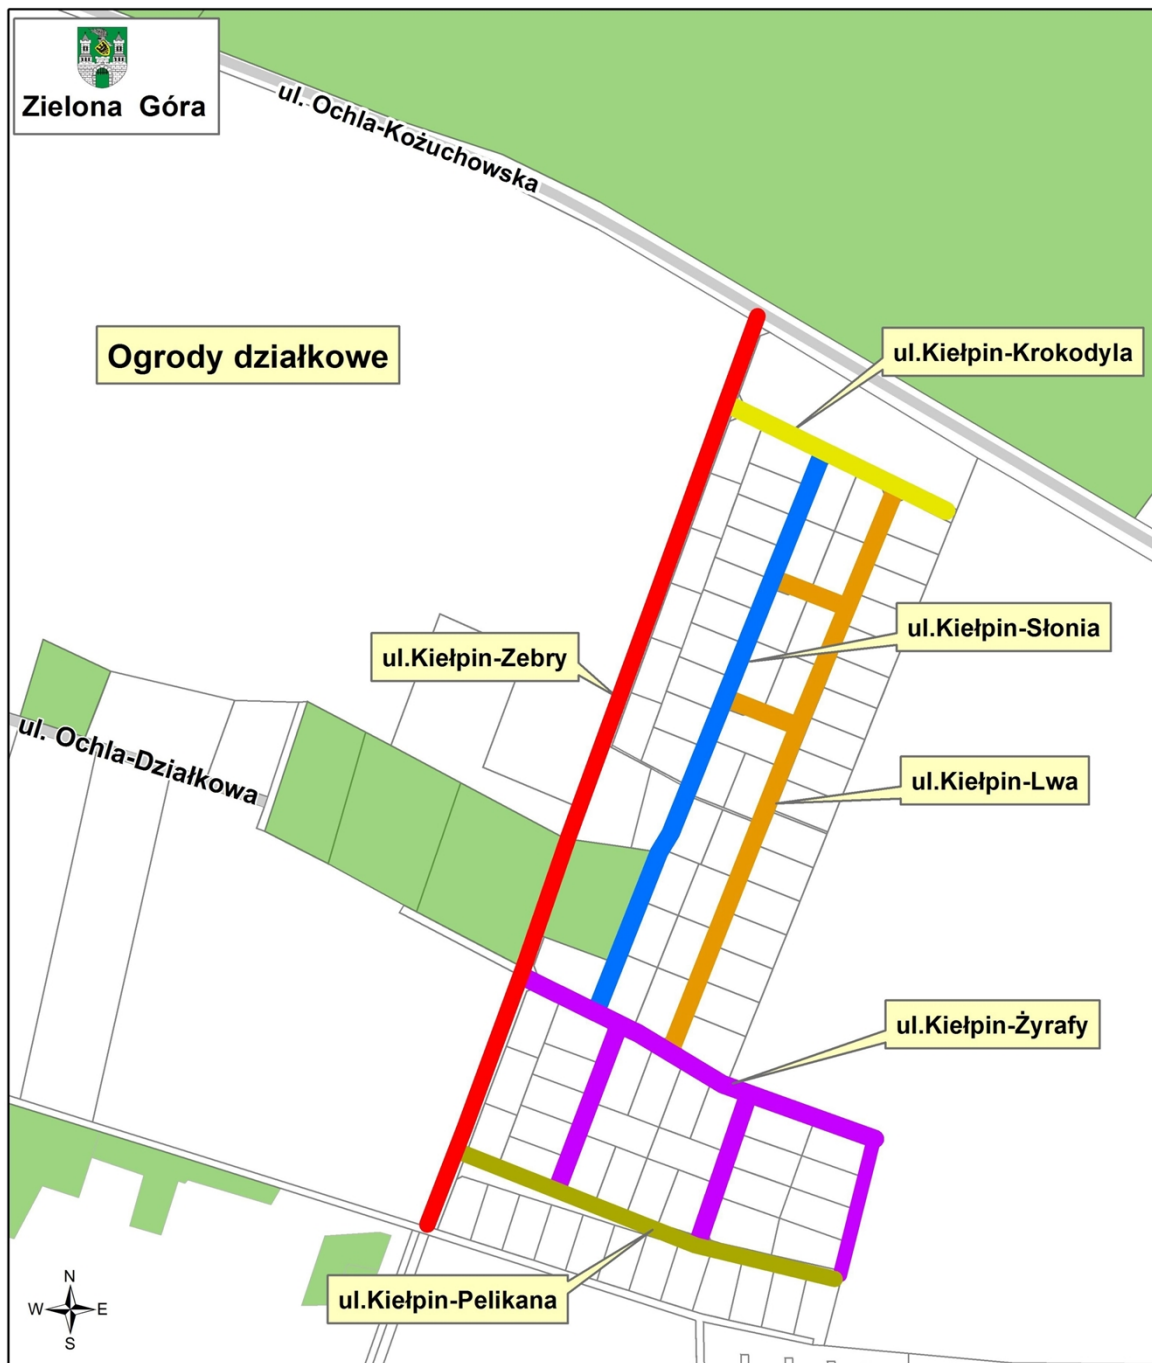 Zielona Góra
ul. Ochla-Kożuchowska
Ogrody działkowe
ul.Kiełpin-Krokodyla
ul.Kiełpin-Słonia
ul.Kiełpin-Zebry
ul. Ochla-Działkowa
ul.Kiełpin-Lwa
ul.Kiełpin-Żyrafy
ul.Kiełpin-Pelikana
N
W E
S